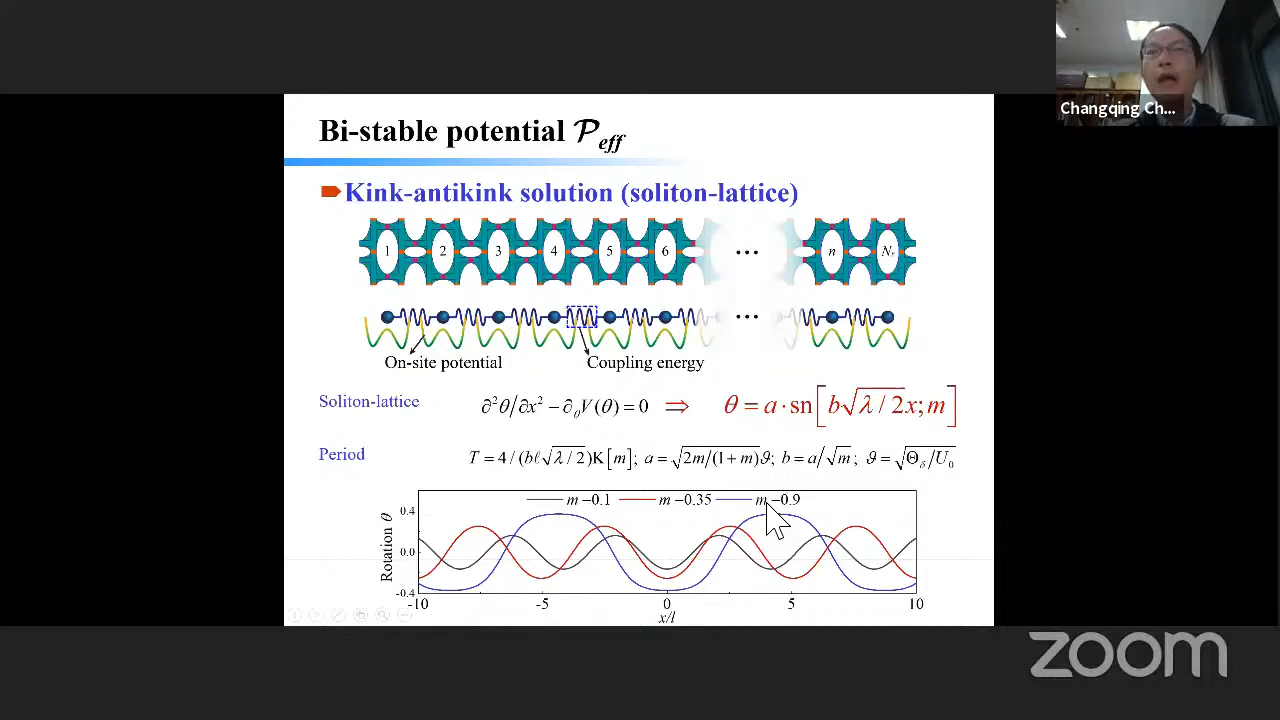 Changqing Ch...
Bi-stable potential 𝒫eff
Kink-antikink solution (soliton-lattice)
1 2 3 4 5 6 ... n Nx
...
On-site potential Coupling energy
Soliton-lattice ∂²θ/∂x² − ∂θV(θ) = 0 ⇒ θ = a · sn[b√λ/2x; m]
Period T = 4/(bℓ√λ/2)K[m]; a = √2m/(1+m)ϑ; b = a/√m; ϑ = √Θδ/U0
m −0.1 m −0.35 m −0.9
Rotation θ
0.4
0.0
-0.4
-10 -5 0 5 10
x/l
zoom